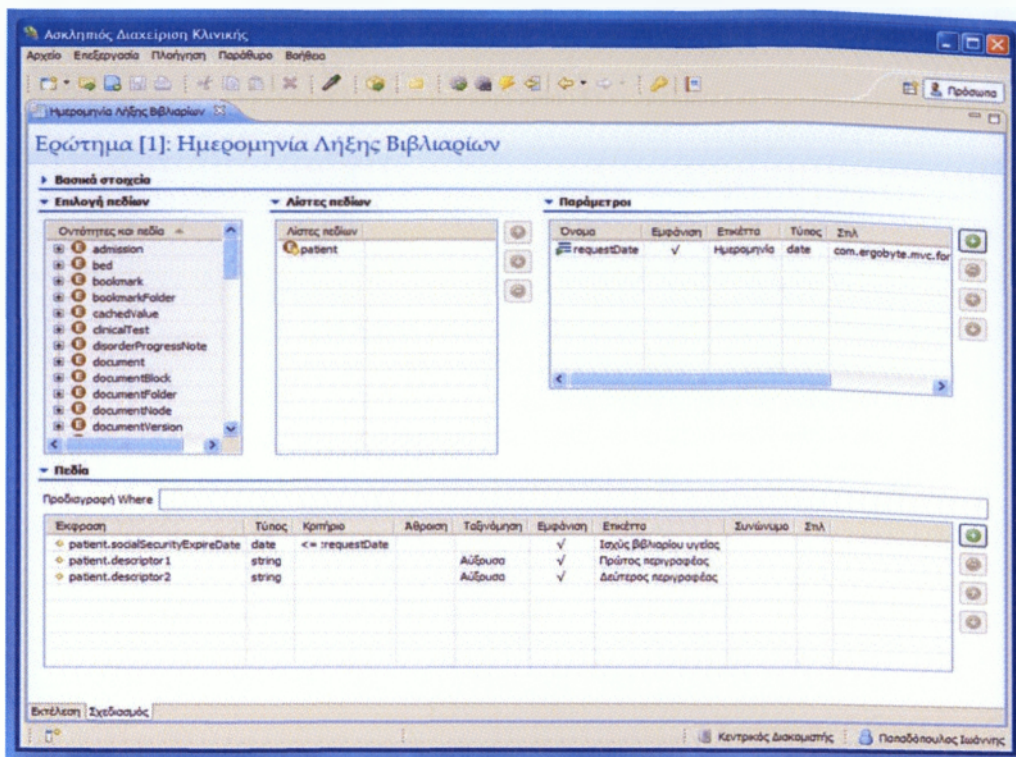 Ασκληπιός Διαχείριση Κλινικής
Αρχείο Επεξεργασία Πλοήγηση Παράθυρο Βοήθεια
Πρόσωπα
Ημερομηνία Λήξης Βιβλιαρίων
Ερώτημα [1]: Ημερομηνία Λήξης Βιβλιαρίων
Βασικά στοιχεία
Επιλογή πεδίων
Οντότητες και πεδία
admission
bed
bookmark
bookmarkFolder
cachedValue
clinicalTest
disorderProgressNote
document
documentBlock
documentFolder
documentNode
documentVersion
Λίστες πεδίων
Λίστες πεδίων
patient
Παράμετροι
Όνομα Εμφάνιση Ετικέττα Τύπος Στιλ
requestDate √ Ημερομηνία date com.ergobyte.mvc.for
Πεδία
Προδιαγραφή Where
Έκφραση Τύπος Κριτήριο Άθροιση Ταξινόμηση Εμφάνιση Ετικέττα Συνώνυμο Στιλ
patient.socialSecurityExpireDate date <= :requestDate √ Ισχύς βιβλιαρίου υγείας
patient.descriptor1 string Αύξουσα √ Πρώτος περιγραφέας
patient.descriptor2 string Αύξουσα √ Δεύτερος περιγραφέας
Εκτέλεση Σχεδιασμός
Κεντρικός Διακομιστής Παπαδόπουλος Ιωάννης